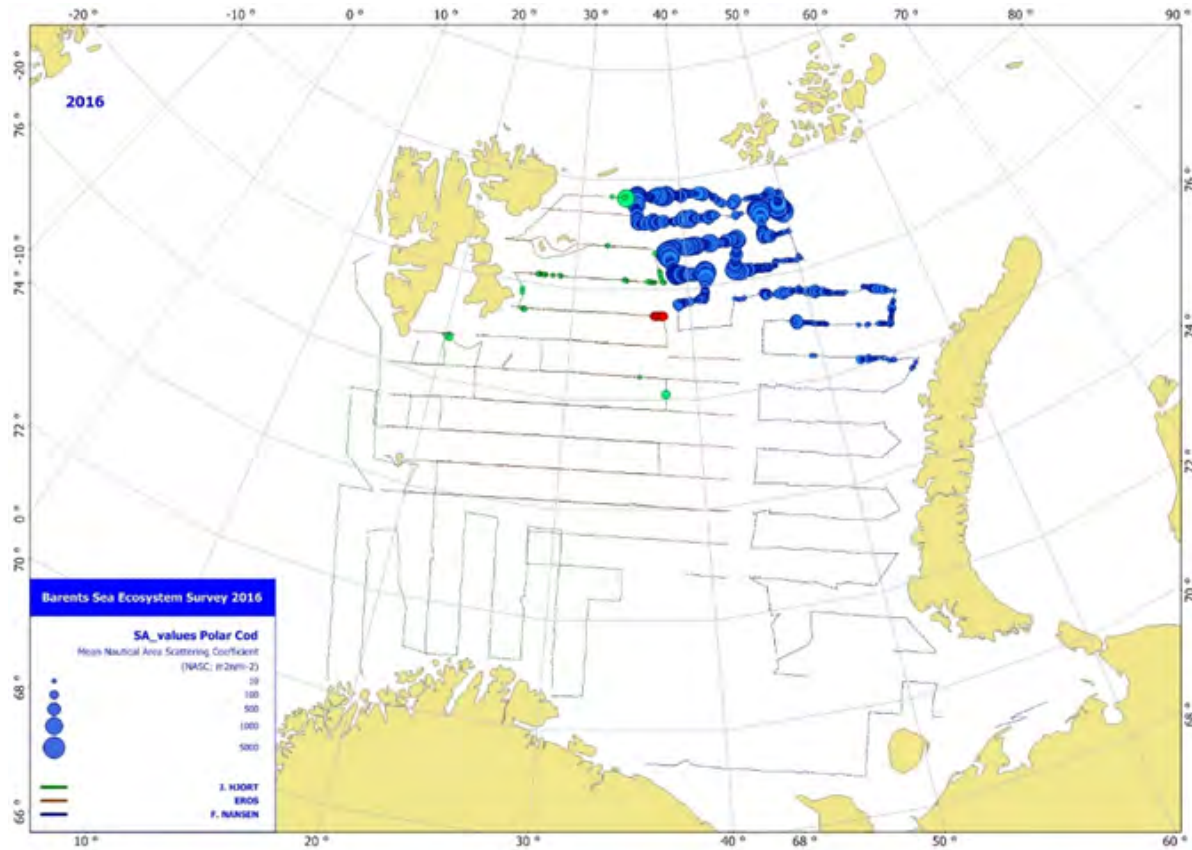 -20 ° -10 ° 0 ° 10 ° 20 ° 30 ° 40 ° 50 ° 60 ° 70 ° 80 ° 90 °
-20 °
2016
76 °
76 °
-10 °
74 °
74 °
72 °
72 °
0 °
70 °
70 °
68 °
68 °
66 °
Barents Sea Ecosystem Survey 2016
SA_values Polar Cod
Mean Nautical Area Scattering Coefficient
(NASC; m2nmi-2)
10
100
500
1000
5000
J. HJORT
EROS
F. NANSEN
10 ° 20 ° 30 ° 40 ° 68 ° 50 ° 60 °